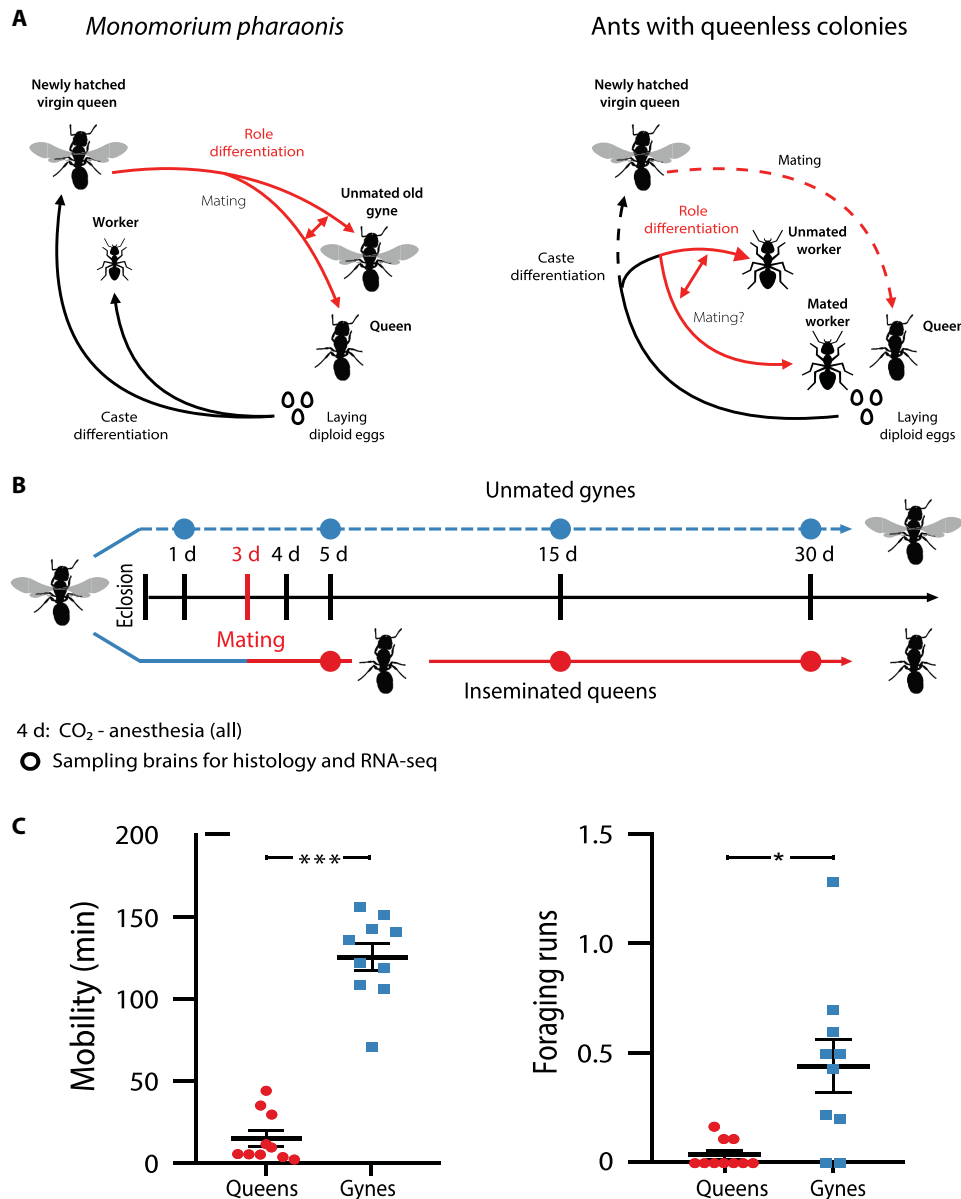 A
Monomorium pharaonis
Ants with queenless colonies
Newly hatched
virgin queen
Role
differentiation
Mating
Unmated old
gyne
Worker
Queen
Caste
differentiation
Laying
diploid eggs
Newly hatched
virgin queen
Mating
Role
differentiation
Unmated
worker
Caste
differentiation
Mating?
Mated
worker
Queen
Laying
diploid eggs
B
Unmated gynes
Eclosion
1 d
3 d
4 d
5 d
15 d
30 d
Mating
Inseminated queens
4 d: CO₂ - anesthesia (all)
Sampling brains for histology and RNA-seq
C
Mobility (min)
200
150
100
50
0
***
Queens
Gynes
Foraging runs
1.5
1.0
0.5
0
*
Queens
Gynes